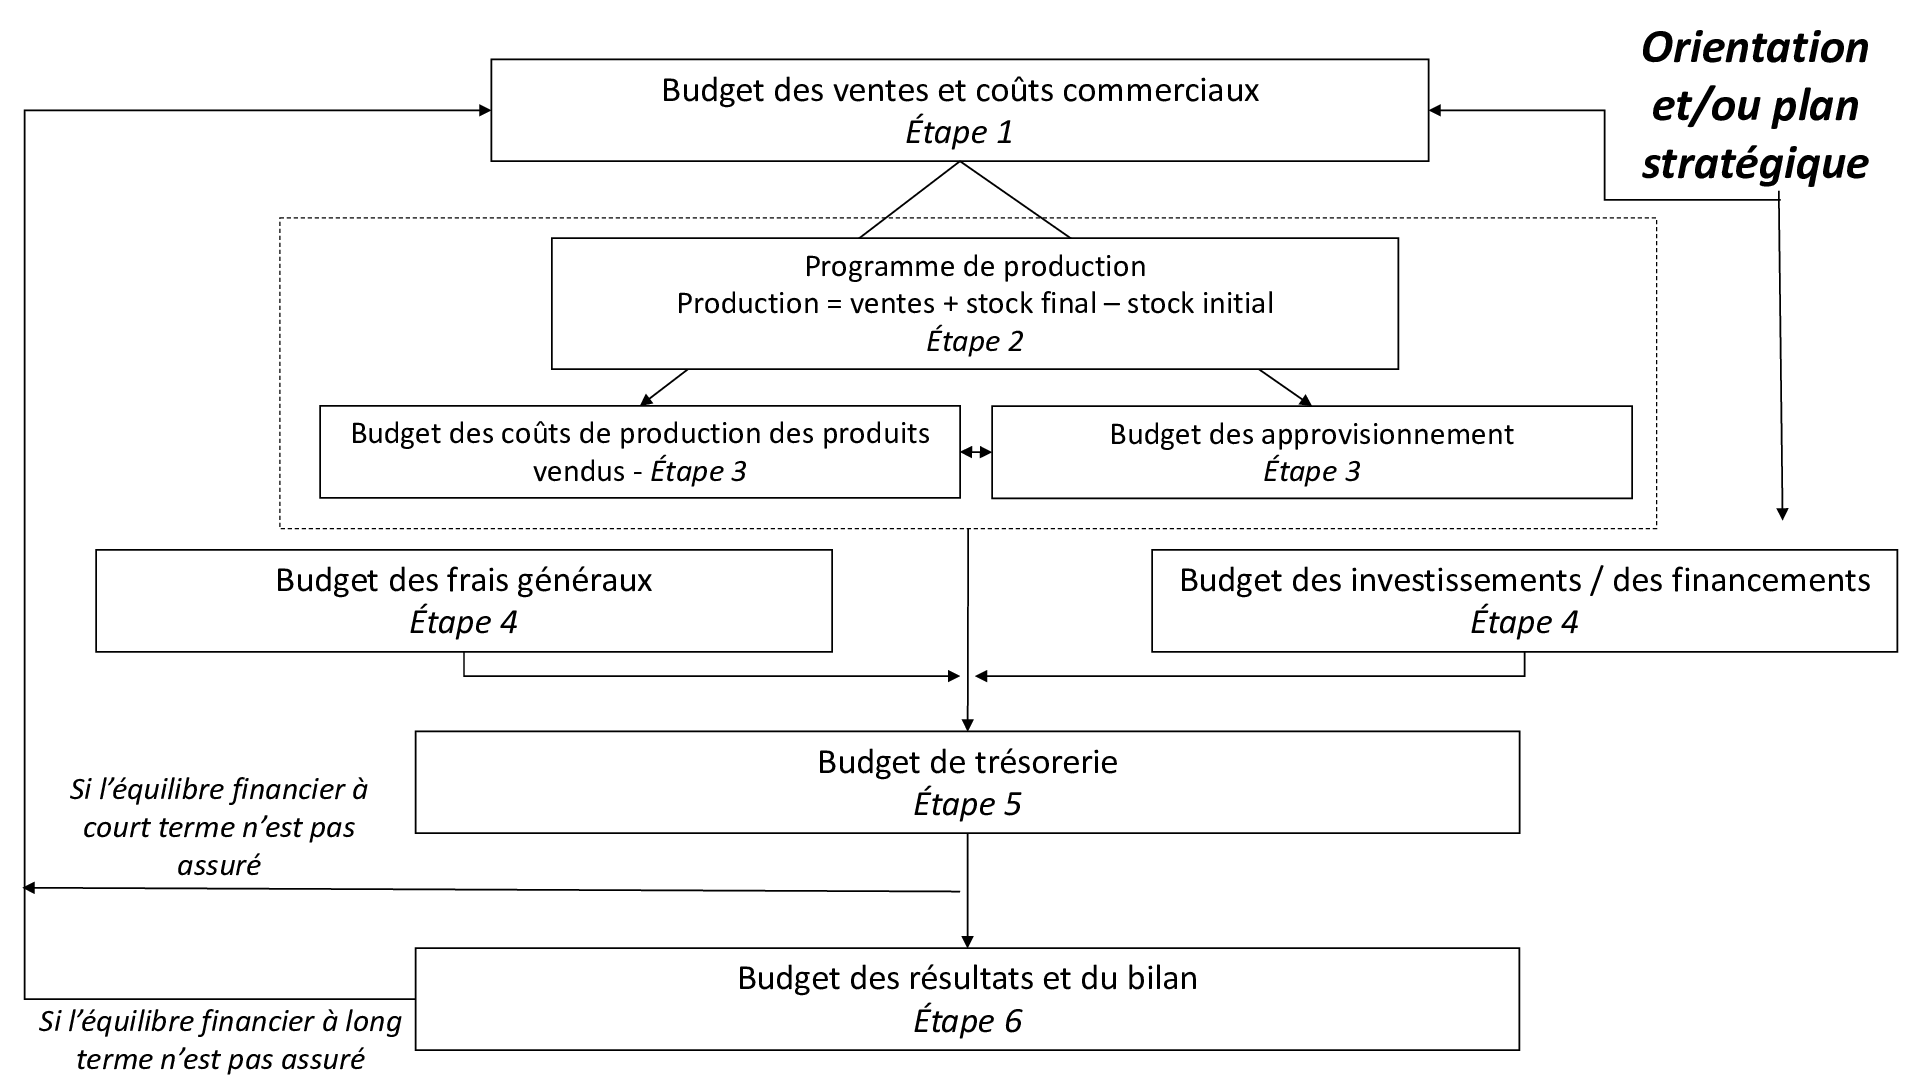 Orientation
et/ou plan
stratégique
Budget des ventes et coûts commerciaux
Étape 1
Programme de production
Production = ventes + stock final – stock initial
Étape 2
Budget des coûts de production des produits
vendus - Étape 3
Budget des approvisionnement
Étape 3
Budget des frais généraux
Étape 4
Budget des investissements / des financements
Étape 4
Budget de trésorerie
Étape 5
Si l’équilibre financier à
court terme n’est pas
assuré
Budget des résultats et du bilan
Étape 6
Si l’équilibre financier à long
terme n’est pas assuré